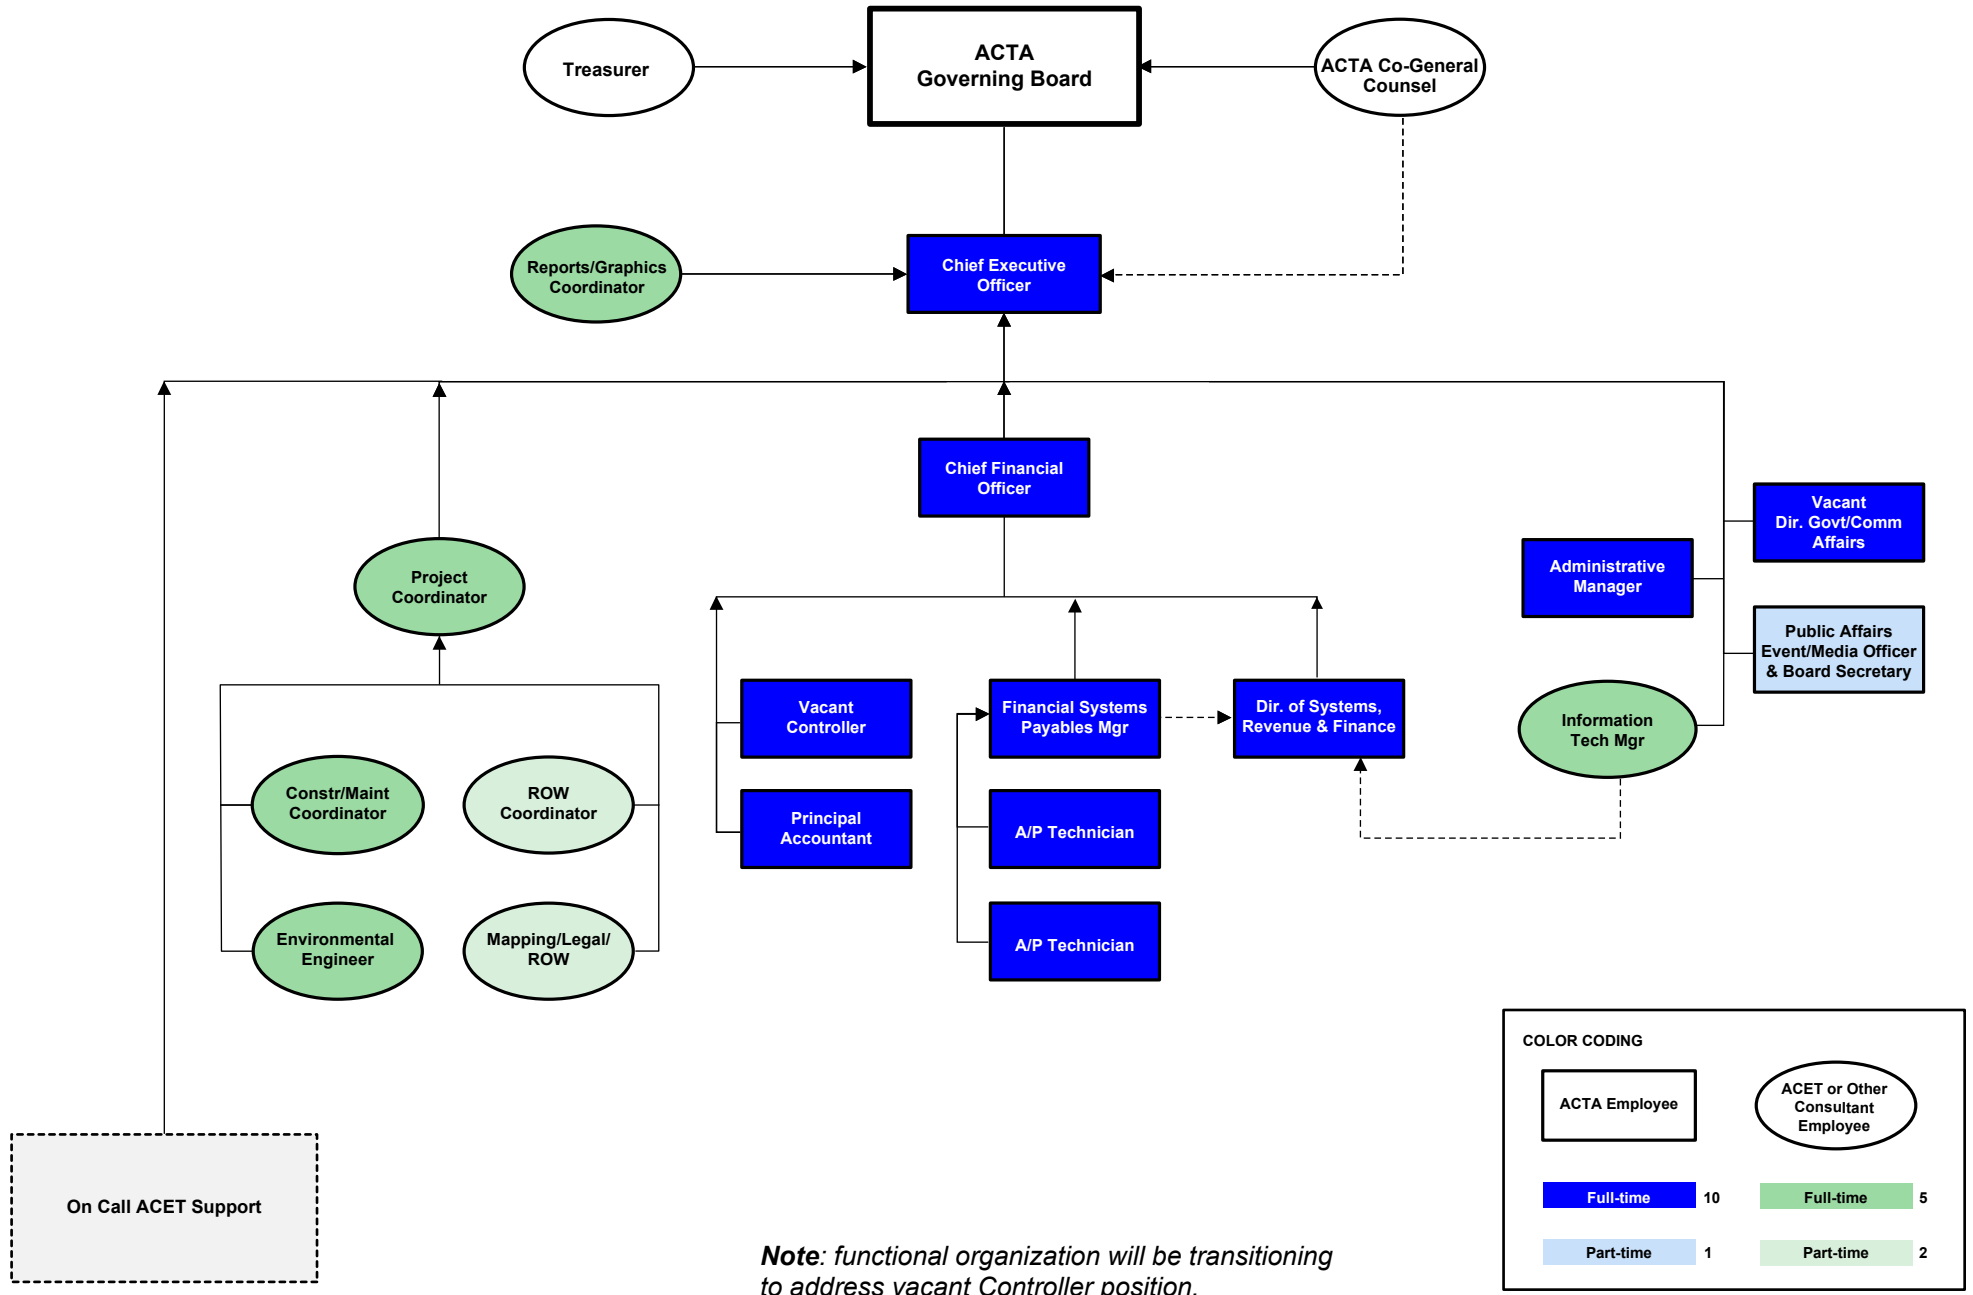 Treasurer
ACTA
Governing Board
ACTA Co-General
Counsel
Reports/Graphics
Coordinator
Chief Executive
Officer
Chief Financial
Officer
Vacant
Dir. Govt/Comm
Affairs
Administrative
Manager
Project
Coordinator
Public Affairs
Event/Media Officer
& Board Secretary
Vacant
Controller
Financial Systems
Payables Mgr
Dir. of Systems,
Revenue & Finance
Information
Tech Mgr
Constr/Maint
Coordinator
ROW
Coordinator
Principal
Accountant
A/P Technician
Environmental
Engineer
Mapping/Legal/
ROW
A/P Technician
COLOR CODING
ACTA Employee
ACET or Other
Consultant
Employee
Full-time 10
Full-time 5
Part-time 1
Part-time 2
On Call ACET Support
Note: functional organization will be transitioning
to address vacant Controller position.